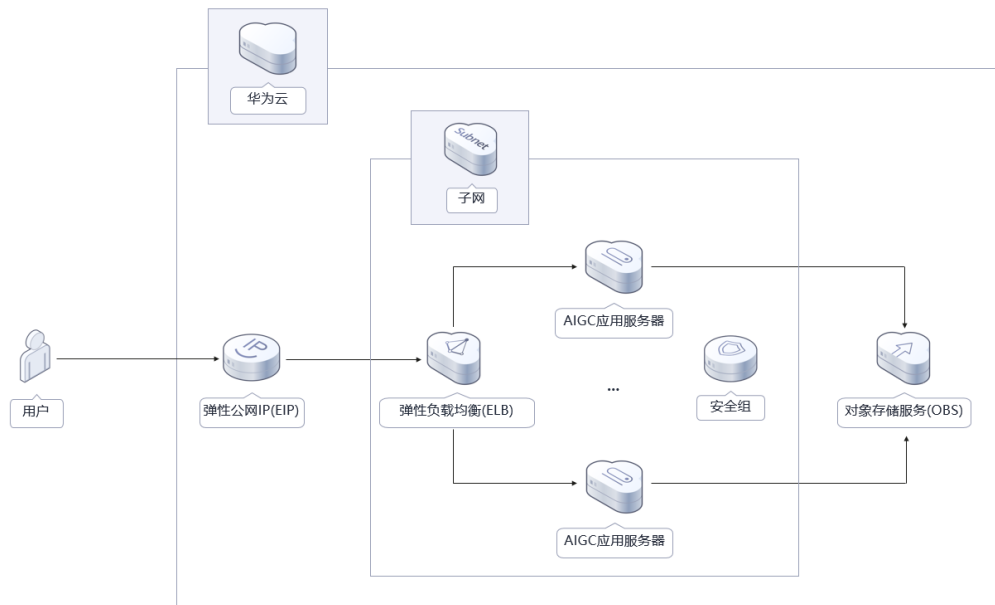 华为云
Subnet
子网
AIGC应用服务器
IP
用户
弹性公网IP(EIP)
弹性负载均衡(ELB)
...
安全组
对象存储服务(OBS)
AIGC应用服务器